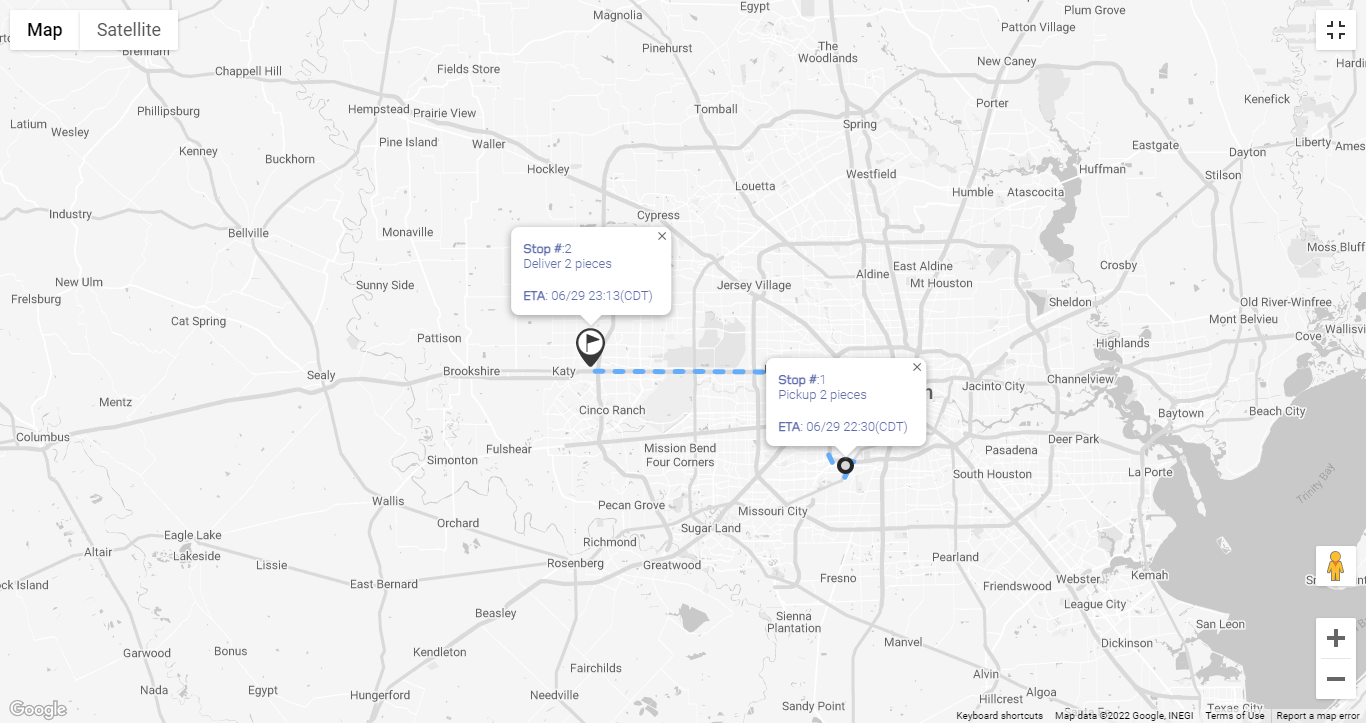 Map
Satellite
Egypt
Magnolia
Plum Grove
Patton Village
The
Woodlands
Pinehurst
Brenham
Chappell Hill
Fields Store
New Caney
Phillipsburg
Hempstead
Prairie View
Tomball
Porter
Kenefick
Latium
Wesley
Spring
Pine Island
Waller
Eastgate
Liberty
Ames
Kenney
Buckhorn
Dayton
Hockley
Huffman
Stilson
Louetta
Westfield
Humble
Atascocita
Industry
Cypress
Bellville
Monaville
Moss Bluff
Stop #:2
Deliver 2 pieces
ETA: 06/29 23:13(CDT)
East Aldine
Crosby
Aldine
Mt Houston
New Ulm
Sunny Side
Jersey Village
Frelsburg
Sheldon
Old River-Winfree
Cat Spring
Mont Belvieu
Cove
Pattison
Highlands
Sealy
Brookshire
Katy
Stop #:1
Pickup 2 pieces
ETA: 06/29 22:30(CDT)
Jacinto City
Channelview
Mentz
Cinco Ranch
Baytown
Beach City
Columbus
Fulshear
Mission Bend
Four Corners
Deer Park
Pasadena
Simonton
South Houston
La Porte
Trinity Bay
Wallis
Pecan Grove
Missouri City
Orchard
Sugar Land
Eagle Lake
Richmond
Altair
Lakeside
Lissie
Rosenberg
Greatwood
Pearland
East Bernard
Fresno
Friendswood
Webster
Kemah
Beasley
Sienna
Plantation
League City
San Leon
Garwood
Bonus
Kendleton
Manvel
Dickinson
Fairchilds
Alvin
Nada
Egypt
Hungerford
Needville
Hillcrest
Algoa
Sandy Point
Santa Fe
Texas City
Google
Keyboard shortcuts
Map data ©2022 Google, INEGI
Terms of Use
Report a map error